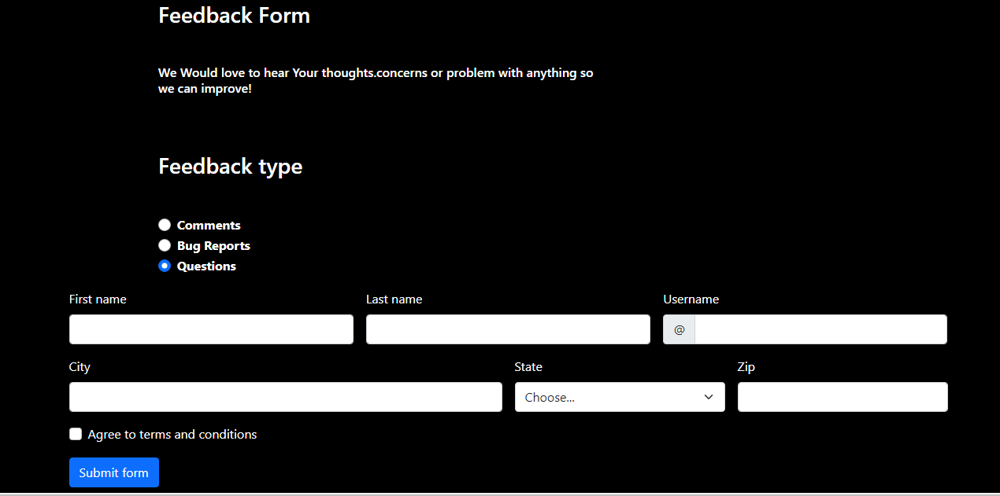 Feedback Form
We Would love to hear Your thoughts.concerns or problem with anything so
we can improve!
Feedback type
Comments
Bug Reports
Questions
First name
Last name
Username
@
City
State
Zip
Choose...
Agree to terms and conditions
Submit form